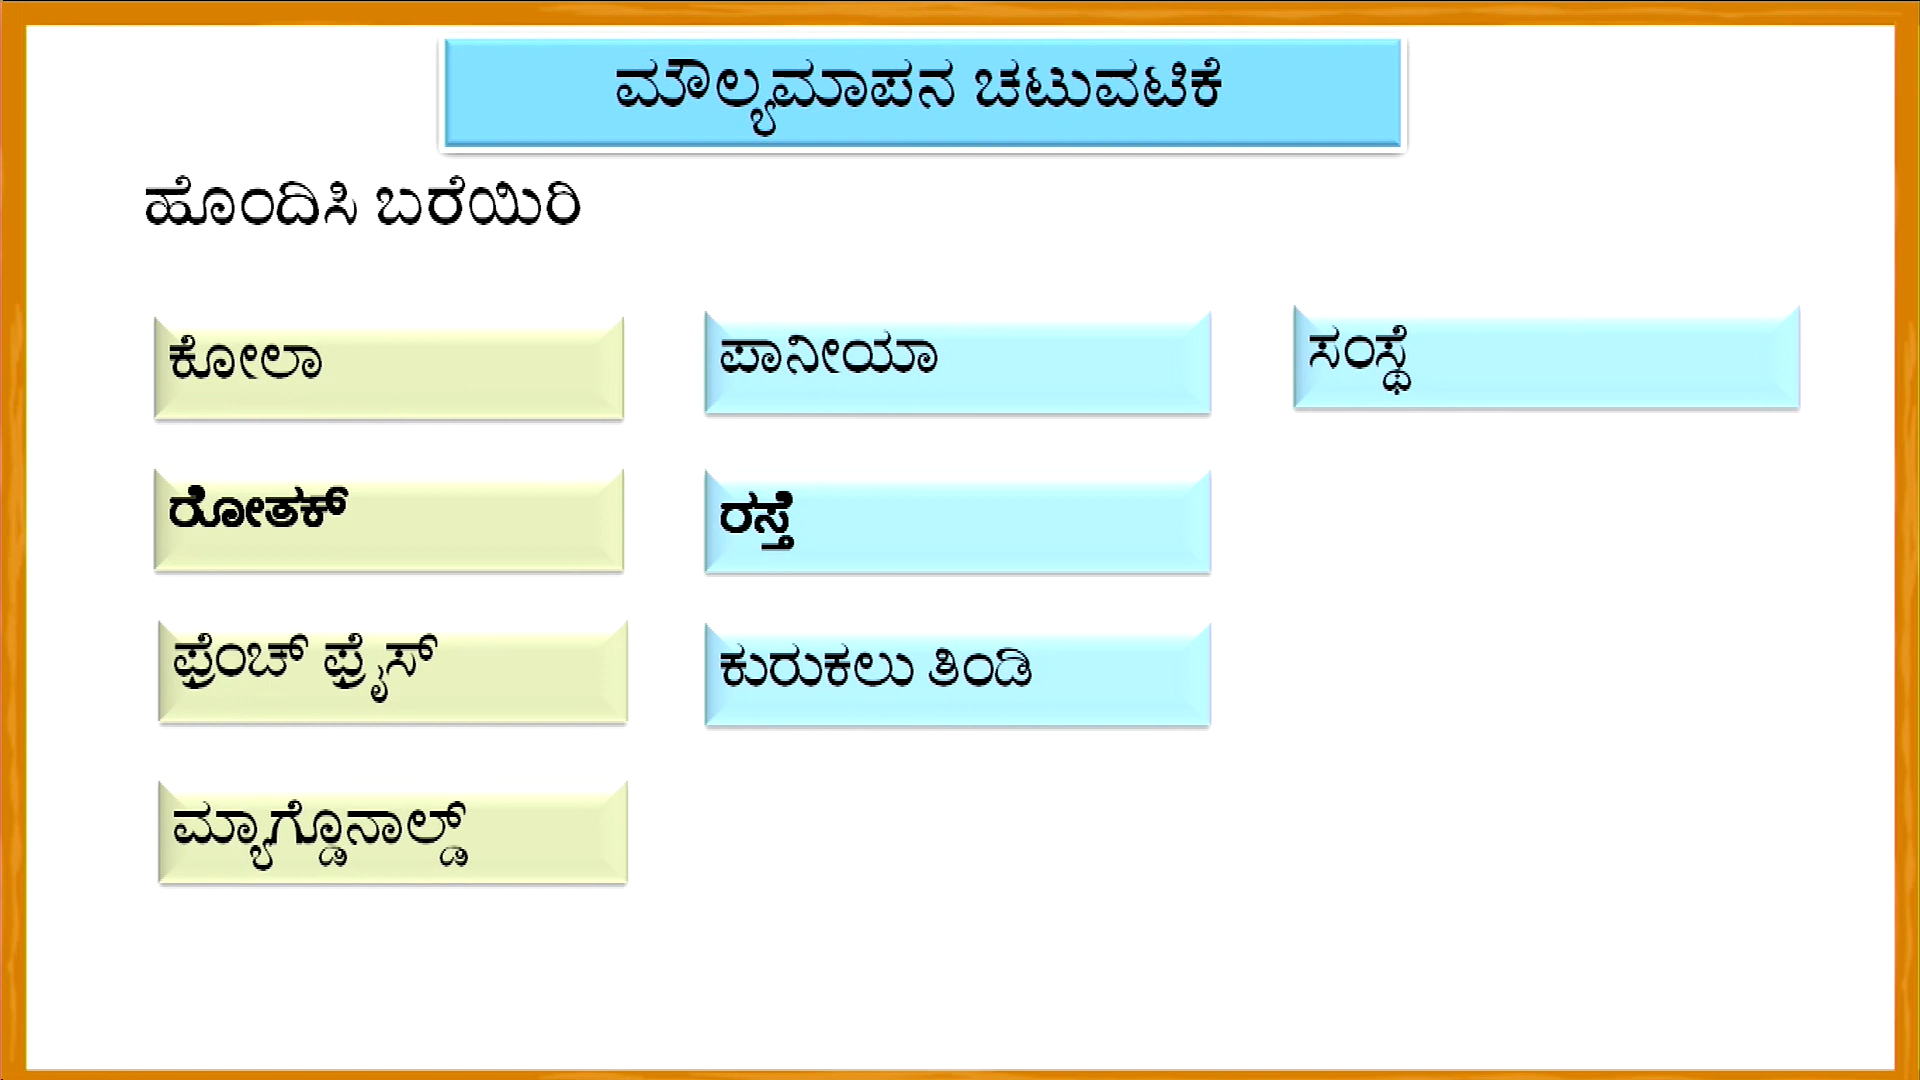 ಮೌಲ್ಯಮಾಪನ ಚಟುವಟಿಕೆ
ಹೊಂದಿಸಿ ಬರೆಯಿರಿ
ಕೋಲಾ ಪಾನೀಯಾ ಸಂಸ್ಥೆ
ರೋತಕ್ ರಸ್ತೆ
ಫ್ರೆಂಚ್ ಫ್ರೈಸ್ ಕುರುಕಲು ತಿಂಡಿ
ಮ್ಯಾಗ್ಡೊನಾಲ್ಡ್